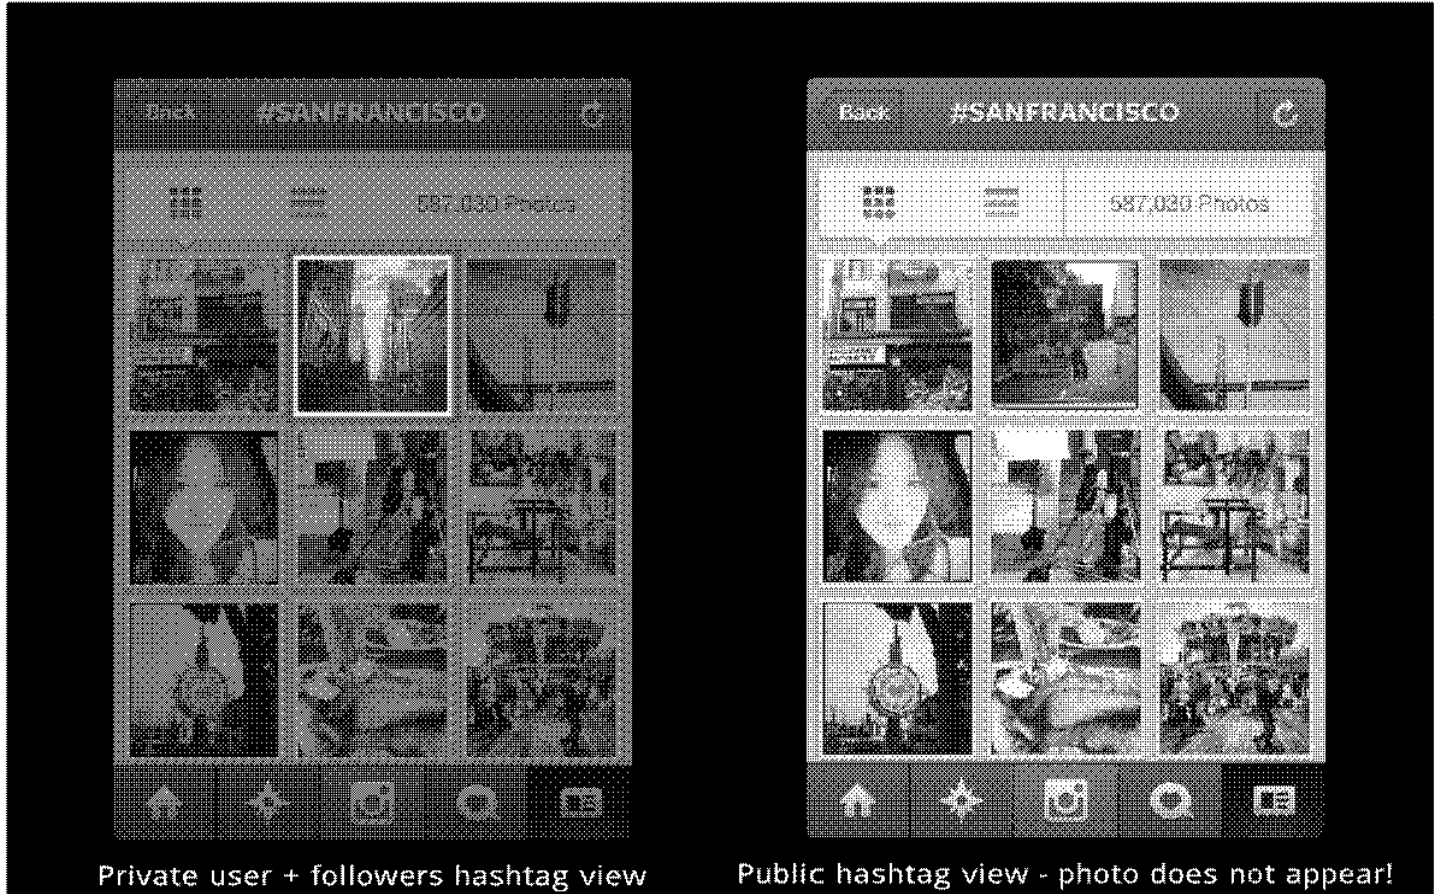 Back #SANFRANCISCO
587,030 Photos
Back #SANFRANCISCO
587,030 Photos
Private user + followers hashtag view
Public hashtag view - photo does not appear!